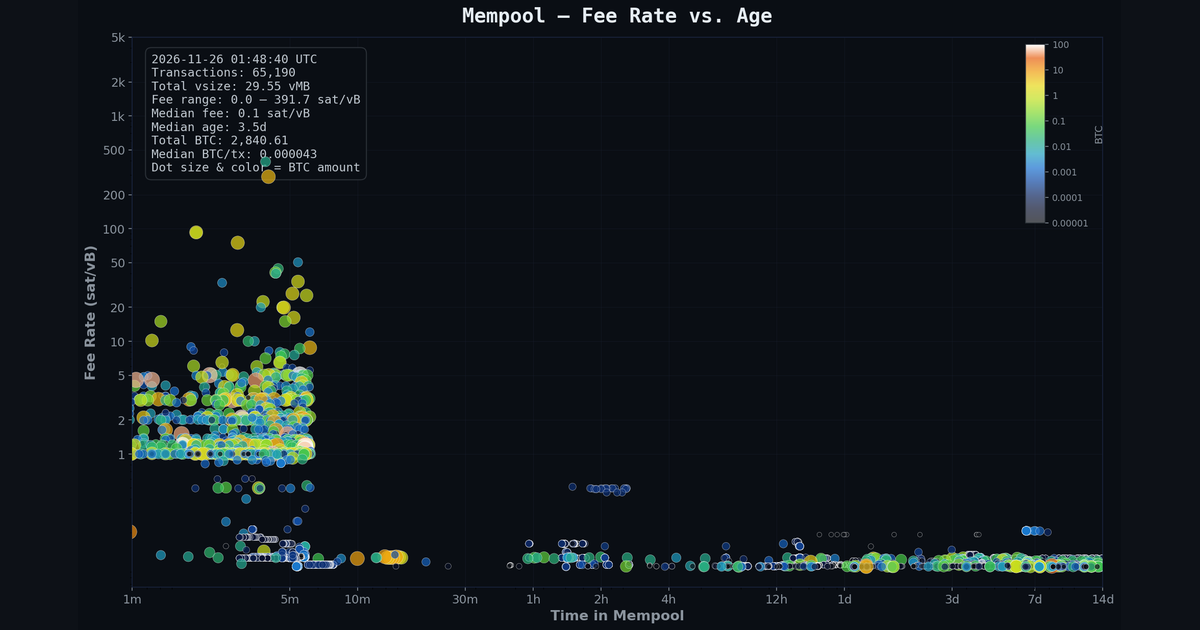 Mempool — Fee Rate vs. Age
2026-11-26 01:48:40 UTC
Transactions: 65,190
Total vsize: 29.55 vMB
Fee range: 0.0 — 391.7 sat/vB
Median fee: 0.1 sat/vB
Median age: 3.5d
Total BTC: 2,840.61
Median BTC/tx: 0.000043
Dot size & color = BTC amount
5k
2k
1k
500
200
100
50
20
10
5
2
1
Fee Rate (sat/vB)
100
10
1
0.1
0.01
0.001
0.0001
0.00001
BTC
1m 5m 10m 30m 1h 2h 4h 12h 1d 3d 7d 14d
Time in Mempool